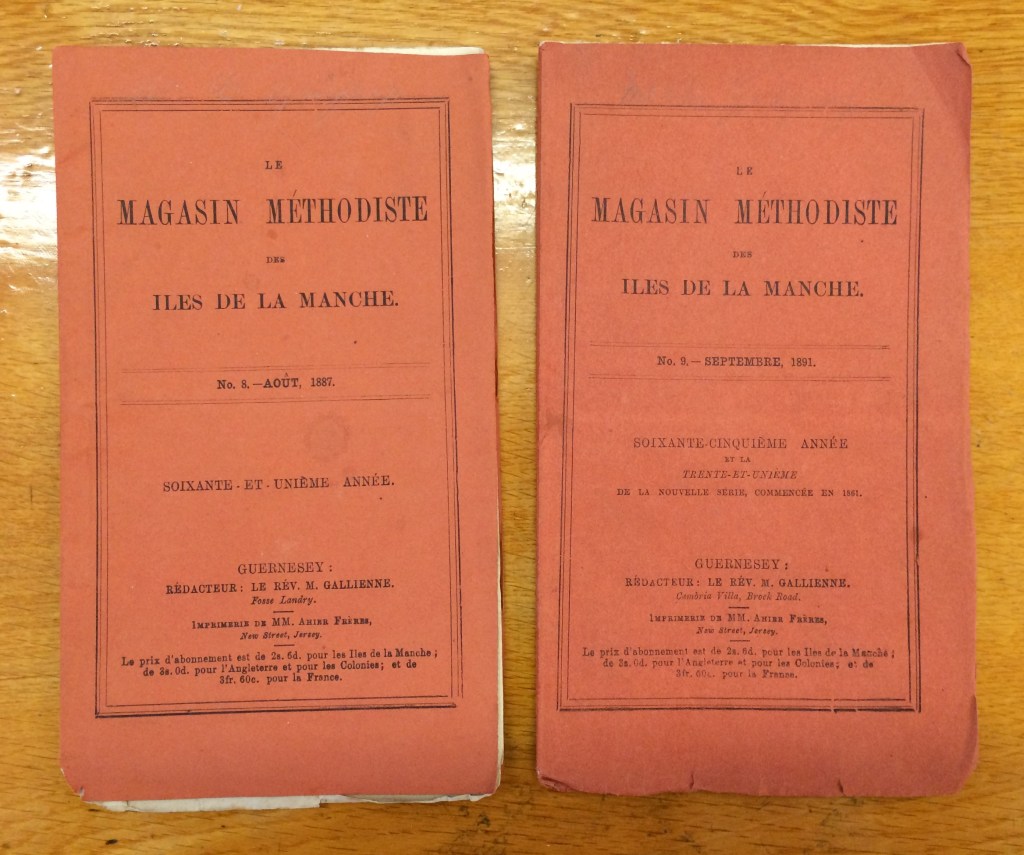 LE
MAGASIN MÉTHODISTE
DES
ILES DE LA MANCHE.
No. 8.—AOÛT, 1887.
SOIXANTE-ET-UNIÈME ANNÉE.
GUERNESEY:
RÉDACTEUR: LE RÉV. M. GALLIENNE.
Fosse Landry.
IMPRIMERIE DE MM. AHIER FRÈRES,
New Street, Jersey.
Le prix d'abonnement est de 2s. 6d. pour les Iles de la Manche;
de 3s. 0d. pour l'Angleterre et pour les Colonies; et de
3fr. 60c. pour la France.
LE
MAGASIN MÉTHODISTE
DES
ILES DE LA MANCHE.
No. 9.—SEPTEMBRE, 1891.
SOIXANTE-CINQUIÈME ANNÉE
ET LA
TRENTE-ET-UNIÈME
DE LA NOUVELLE SÉRIE, COMMENCÉE EN 1861.
GUERNESEY:
RÉDACTEUR: LE RÉV. M. GALLIENNE.
Cambria Villa, Brock Road.
IMPRIMERIE DE MM. AHIER FRÈRES,
New Street, Jersey.
Le prix d'abonnement est de 2s. 6d. pour les Iles de la Manche;
de 3s. 0d. pour l'Angleterre et pour les Colonies; et de
3fr. 60c. pour la France.